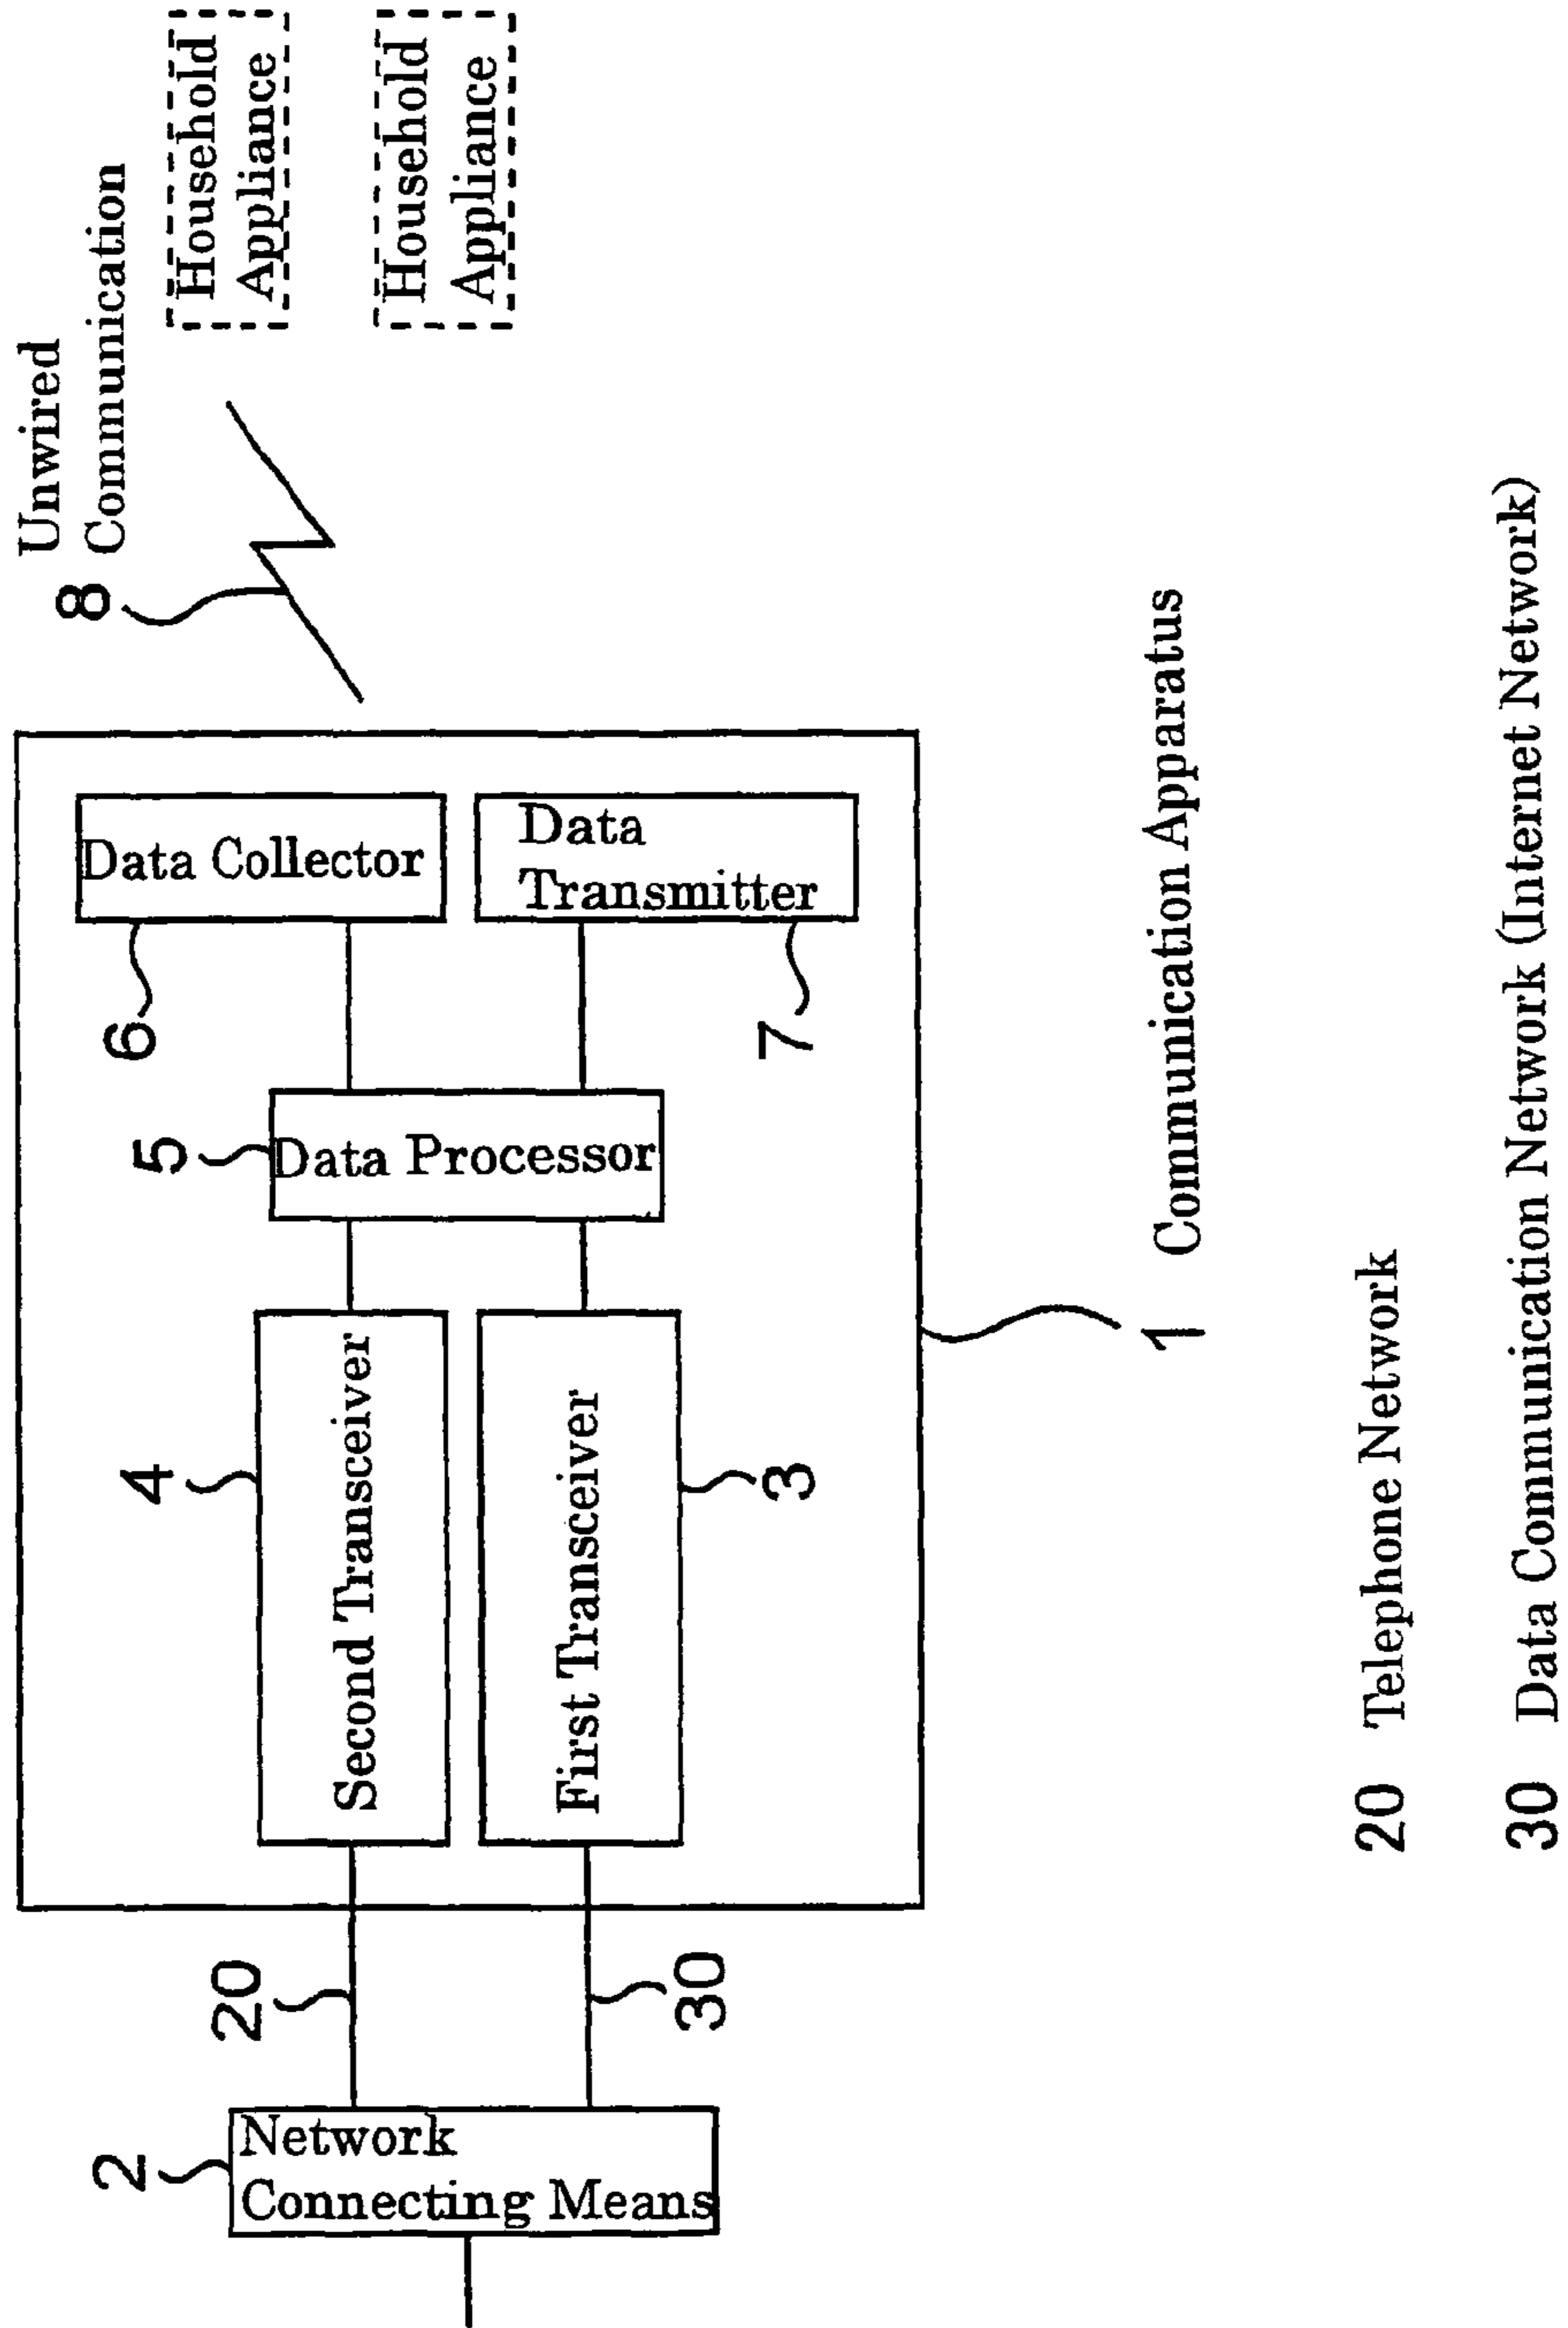 Unwired
Communication
8
Household
Appliance
Household
Appliance
Data Collector
6
Data
Transmitter
7
5
Data Processor
4
Second Transceiver
First Transceiver
3
20
30
2
Network
Connecting Means
1 Communication Apparatus
20 Telephone Network
30 Data Communication Network (Internet Network)